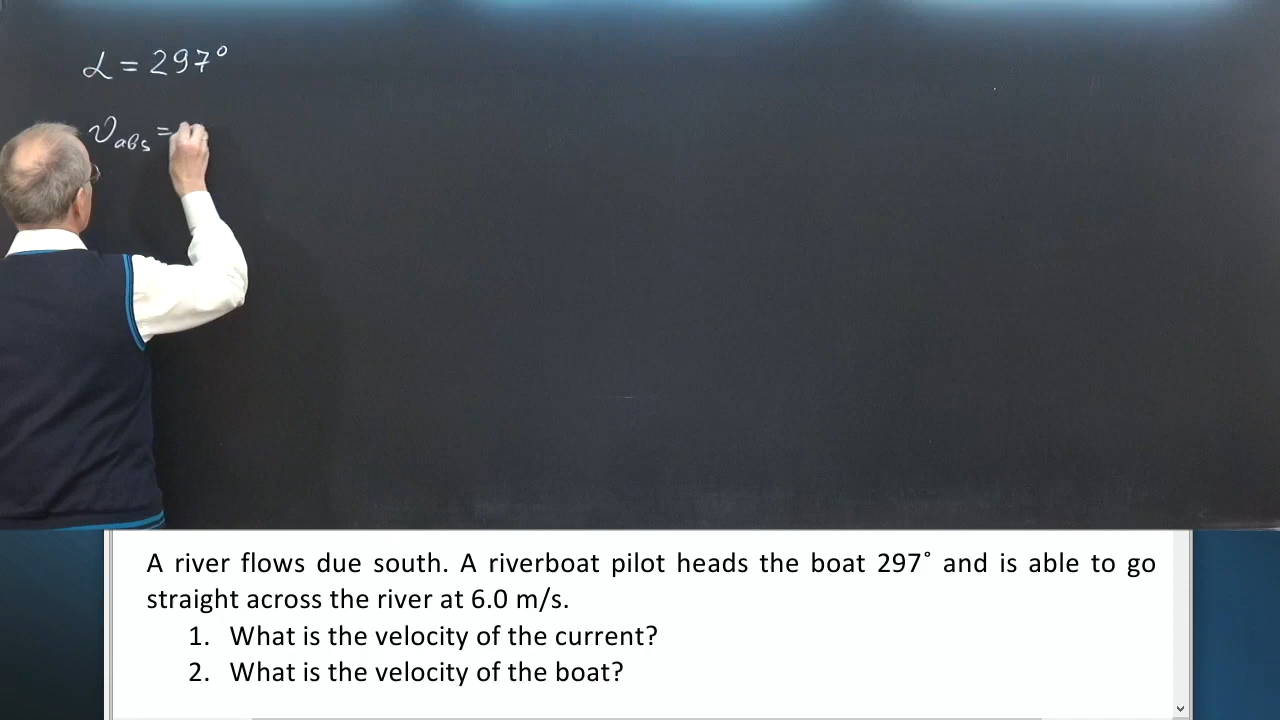 α = 297°
v abs =
A river flows due south. A riverboat pilot heads the boat 297˚ and is able to go
straight across the river at 6.0 m/s.
1. What is the velocity of the current?
2. What is the velocity of the boat?